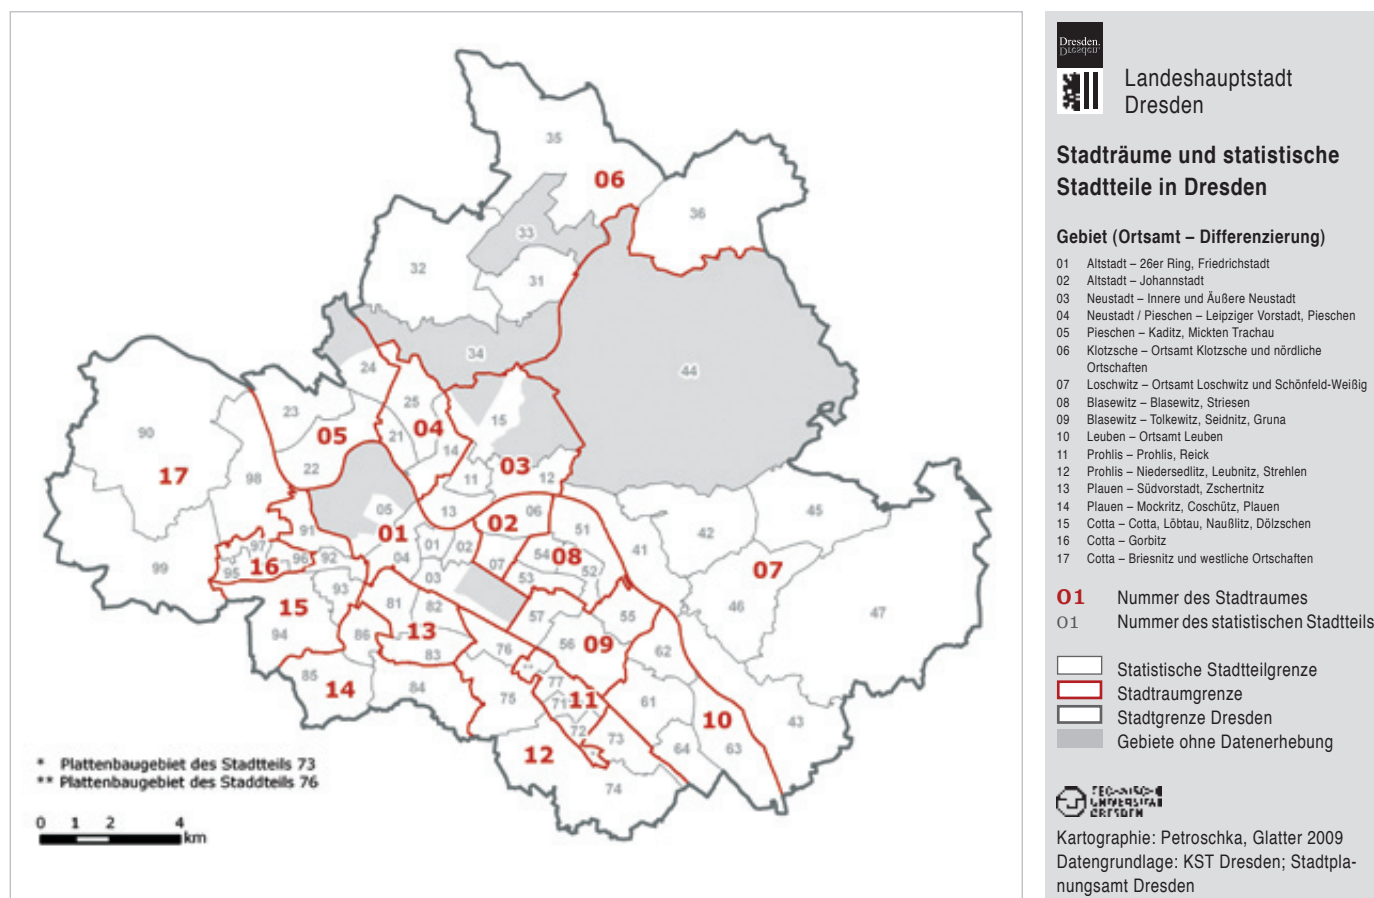 35
06
36
33
32
31
34
44
24
23
25
15
90
05
21
04
14
03
98
17
22
11
12
45
05
13
06
02
51
42
91
01
01
02
41
97
92
04
07
54
08
99
16
96
95
03
53
52
07
93
81
82
57
55
46
47
15
94
86
13
76
56
09
83
**
62
85
14
84
75
77
71
11
61
10
43
72
73
12
64
63
74
* Plattenbaugebiet des Stadtteils 73
** Plattenbaugebiet des Staddteils 76
0 1 2 4
km
Dresden.
Dresden.
Landeshauptstadt
Dresden
Stadträume und statistische
Stadtteile in Dresden
Gebiet (Ortsamt – Differenzierung)
01 Altstadt – 26er Ring, Friedrichstadt
02 Altstadt – Johannstadt
03 Neustadt – Innere und Äußere Neustadt
04 Neustadt / Pieschen – Leipziger Vorstadt, Pieschen
05 Pieschen – Kaditz, Mickten Trachau
06 Klotzsche – Ortsamt Klotzsche und nördliche
Ortschaften
07 Loschwitz – Ortsamt Loschwitz und Schönfeld-Weißig
08 Blasewitz – Blasewitz, Striesen
09 Blasewitz – Tolkewitz, Seidnitz, Gruna
10 Leuben – Ortsamt Leuben
11 Prohlis – Prohlis, Reick
12 Prohlis – Niedersedlitz, Leubnitz, Strehlen
13 Plauen – Südvorstadt, Zschertnitz
14 Plauen – Mockritz, Coschütz, Plauen
15 Cotta – Cotta, Löbtau, Naußlitz, Dölzschen
16 Cotta – Gorbitz
17 Cotta – Briesnitz und westliche Ortschaften
01 Nummer des Stadtraumes
01 Nummer des statistischen Stadtteils
Statistische Stadtteilgrenze
Stadtraumgrenze
Stadtgrenze Dresden
Gebiete ohne Datenerhebung
TECHNISCHE
UNIVERSITÄT
DRESDEN
Kartographie: Petroschka, Glatter 2009
Datengrundlage: KST Dresden; Stadtpla-
nungsamt Dresden